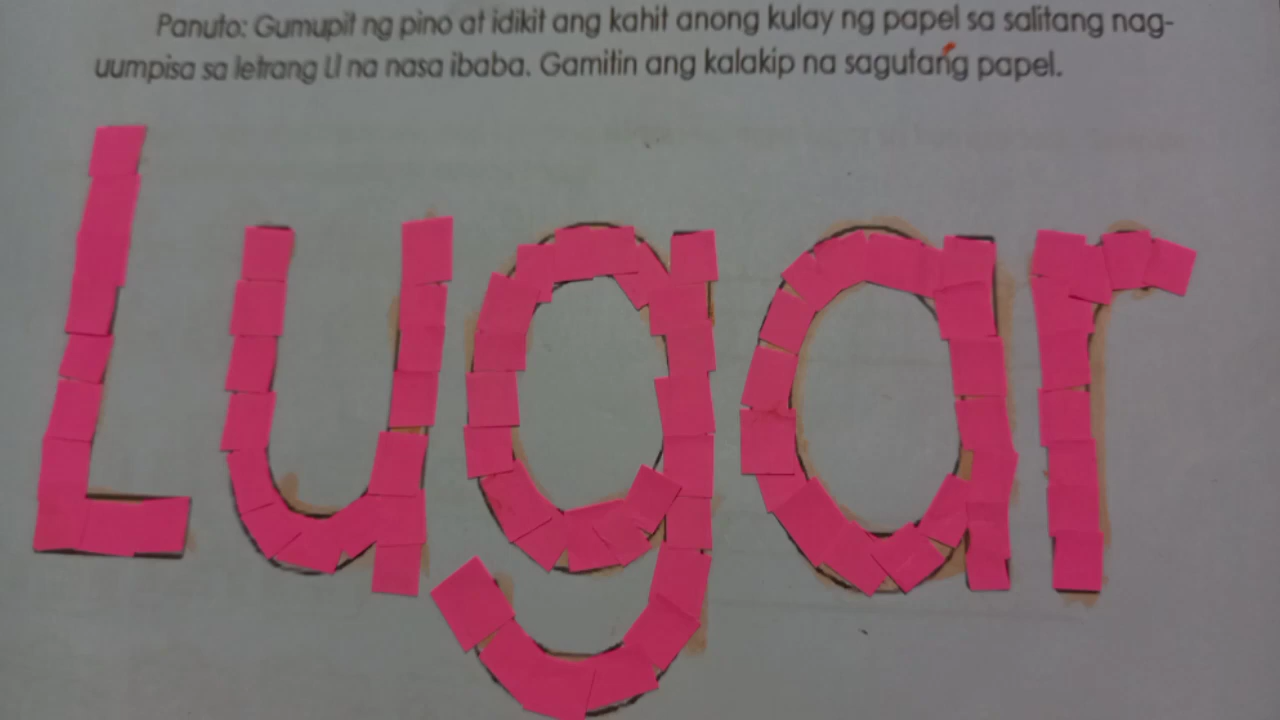 Panuto: Gumupit ng pino at idikit ang kahit anong kulay ng papel sa salitang nag-
uumpisa sa letrang Ll na nasa ibaba. Gamitin ang kalakip na sagutang papel.
Lugar